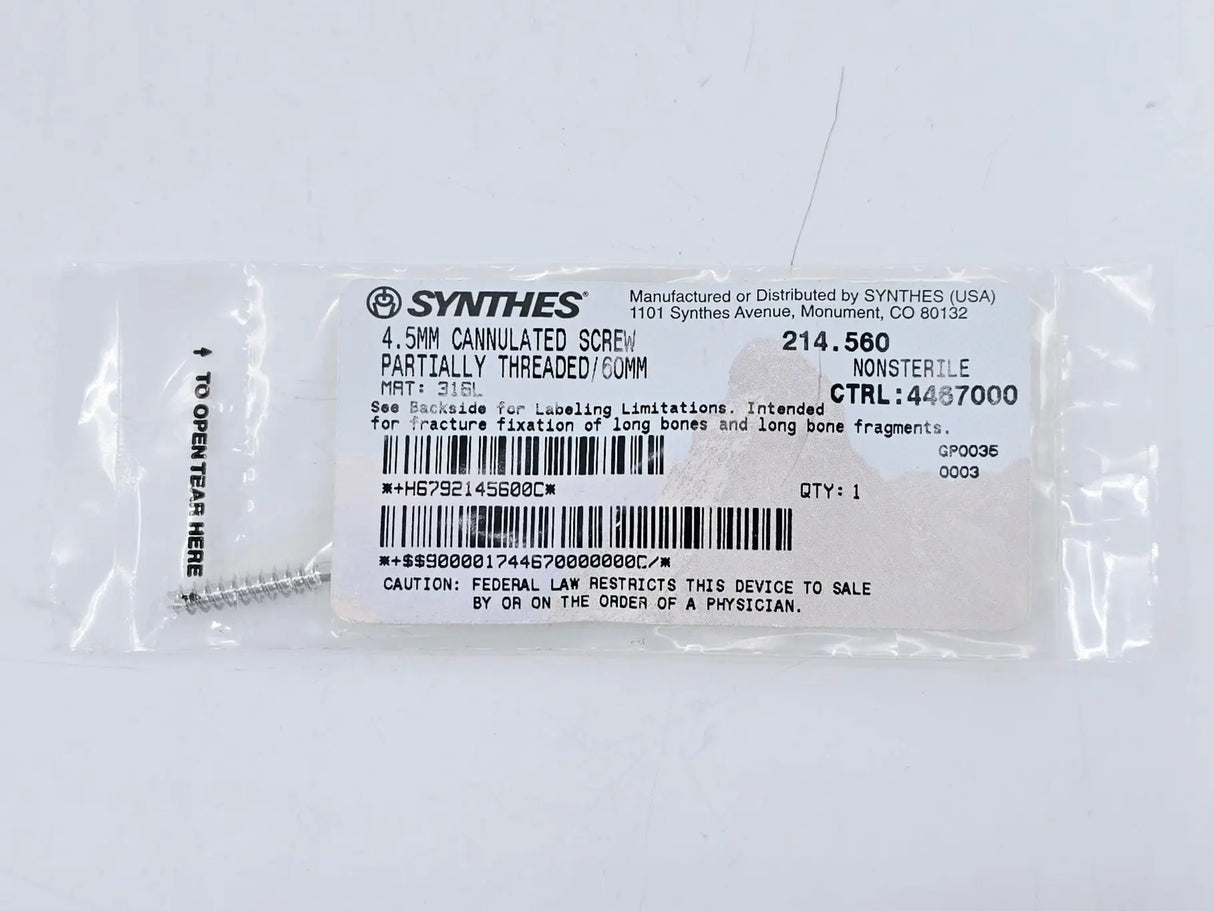 TO OPEN TEAR HERE
SYNTHES®
Manufactured or Distributed by SYNTHES (USA)
1101 Synthes Avenue, Monument, CO 80132
4.5MM CANNULATED SCREW
214.560
PARTIALLY THREADED/60MM
NONSTERILE
MAT: 316L
CTRL:4467000
See Backside for Labeling Limitations. Intended
for fracture fixation of long bones and long bone fragments.
GP0035
0003
*+H6792145600C*
QTY: 1
*+$$900001744670000000C/*
CAUTION: FEDERAL LAW RESTRICTS THIS DEVICE TO SALE
BY OR ON THE ORDER OF A PHYSICIAN.